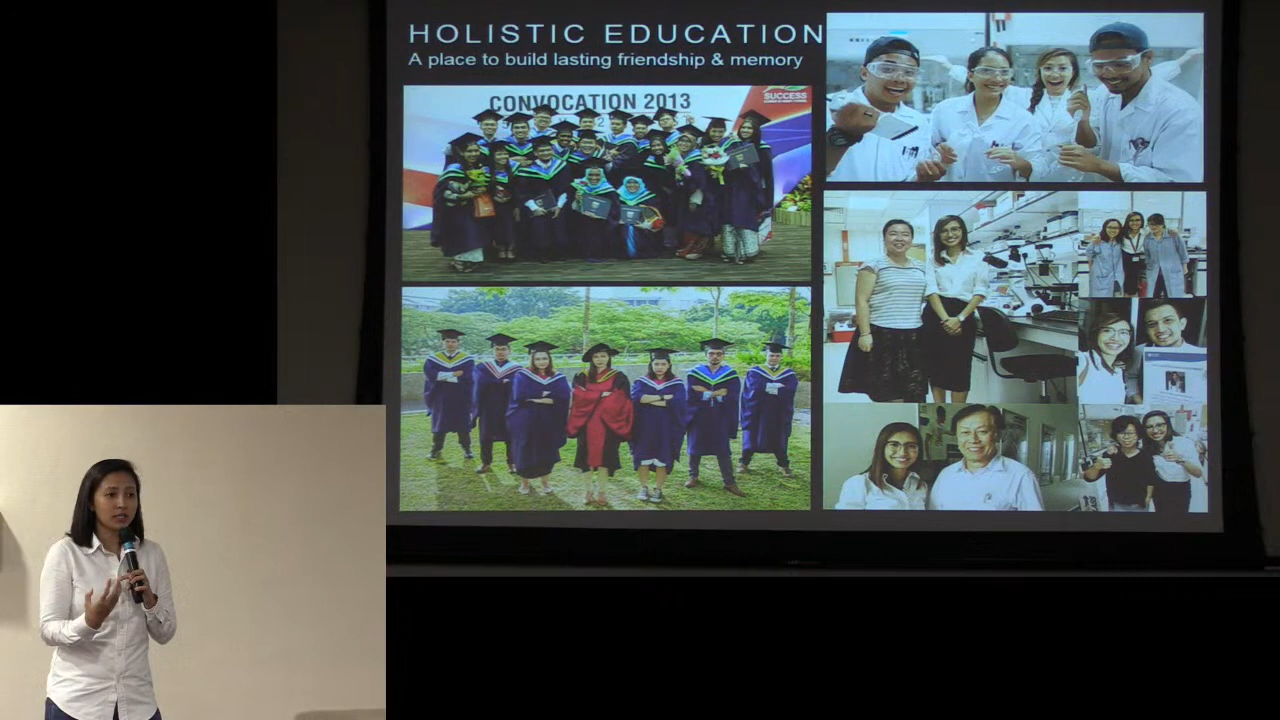 HOLISTIC EDUCATION
A place to build lasting friendship & memory
CONVOCATION 2013
SUCCESS